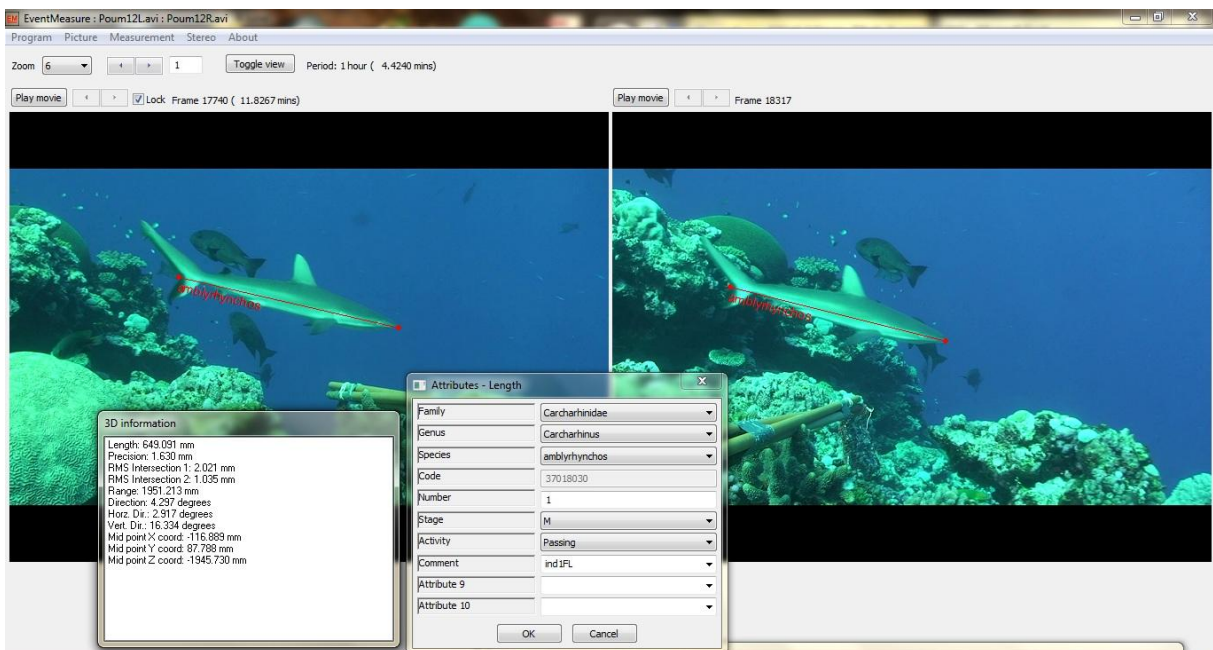 EM EventMeasure : Poum12L.avi : Poum12R.avi
Program Picture Measurement Stereo About
Zoom 6 1 Toggle view Period: 1 hour ( 4.4240 mins)
Play movie Lock Frame 17740 ( 11.8267 mins) Play movie Frame 18317
amblyrhynchos
amblyrhynchos
3D information
Length: 649.091 mm
Precision: 1.630 mm
RMS Intersection 1: 2.021 mm
RMS Intersection 2: 1.035 mm
Range: 1951.213 mm
Direction: 4.297 degrees
Horz. Dir.: 2.917 degrees
Vert. Dir.: 16.334 degrees
Mid point X coord: -116.889 mm
Mid point Y coord: 87.788 mm
Mid point Z coord: -1945.730 mm
Attributes - Length
Family Carcharhinidae
Genus Carcharhinus
Species amblyrhynchos
Code 37018030
Number 1
Stage M
Activity Passing
Comment ind1FL
Attribute 9
Attribute 10
OK Cancel